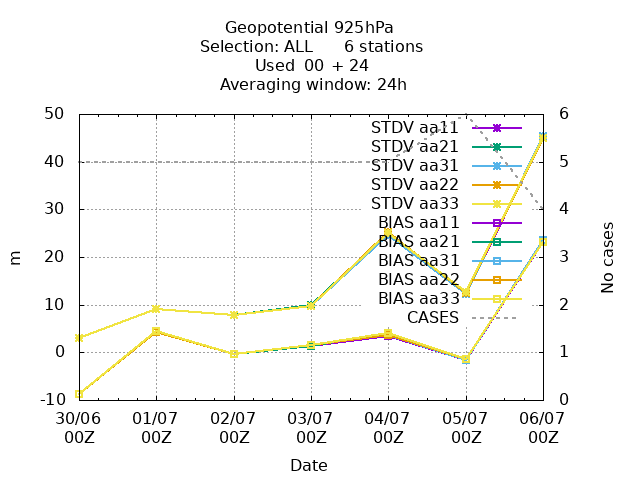 Geopotential 925hPa
Selection: ALL 6 stations
Used 00 + 24
Averaging window: 24h
50 6
STDV aa11
STDV aa21
40 5
STDV aa31
STDV aa22
STDV aa33
30 4
BIAS aa11
BIAS aa21
20 3
BIAS aa31
BIAS aa22
BIAS aa33
10 2
CASES
0 1
-10 0
m
No cases
30/06 01/07 02/07 03/07 04/07 05/07 06/07
00Z 00Z 00Z 00Z 00Z 00Z 00Z
Date